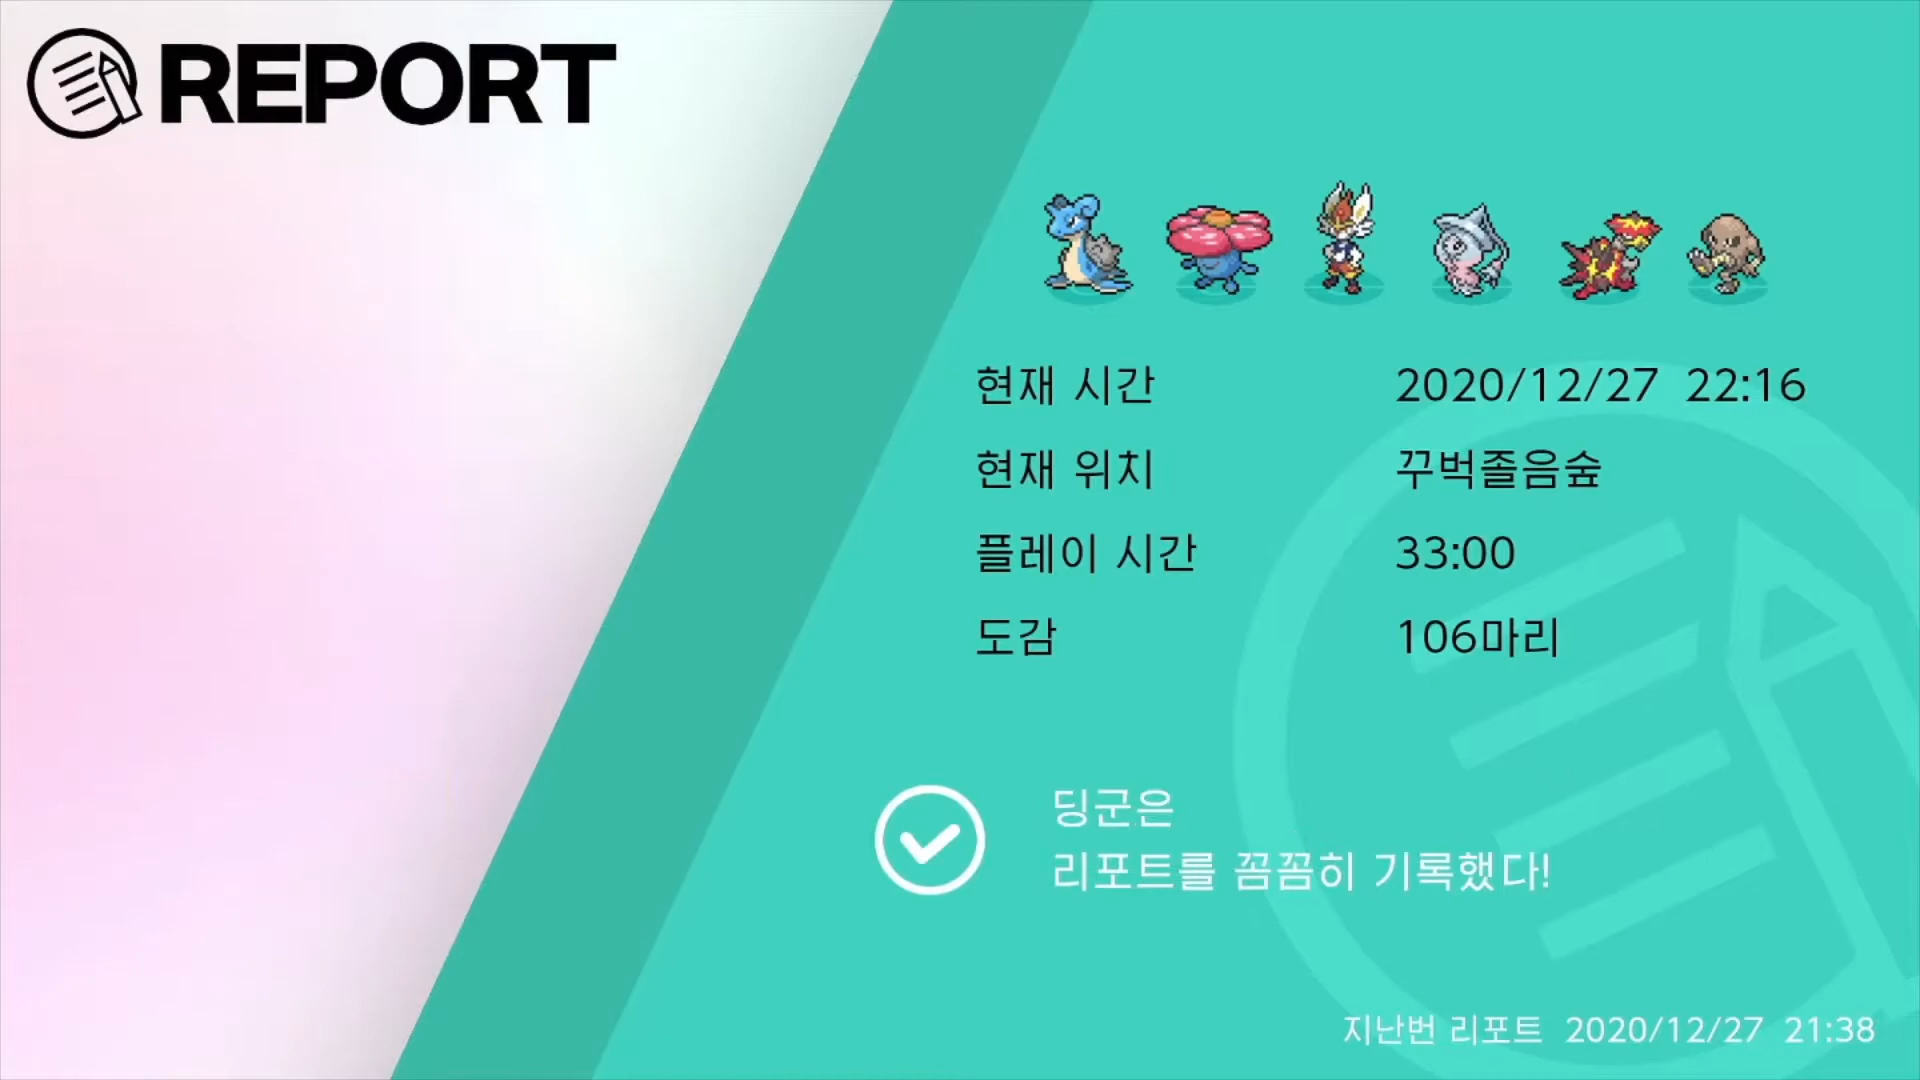 REPORT
현재 시간 2020/12/27 22:16
현재 위치 꾸벅졸음숲
플레이 시간 33:00
도감 106마리
딩군은
리포트를 꼼꼼히 기록했다!
지난번 리포트 2020/12/27 21:38